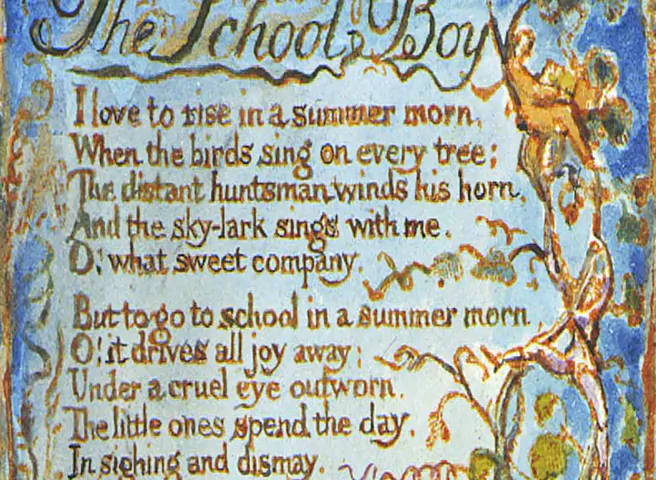 The School Boy
I love to rise in a summer morn,
When the birds sing on every tree;
The distant huntsman winds his horn,
And the sky-lark sings with me.
O! what sweet company.
But to go to school in a summer morn
O! it drives all joy away;
Under a cruel eye outworn.
The little ones spend the day,
In sighing and dismay.